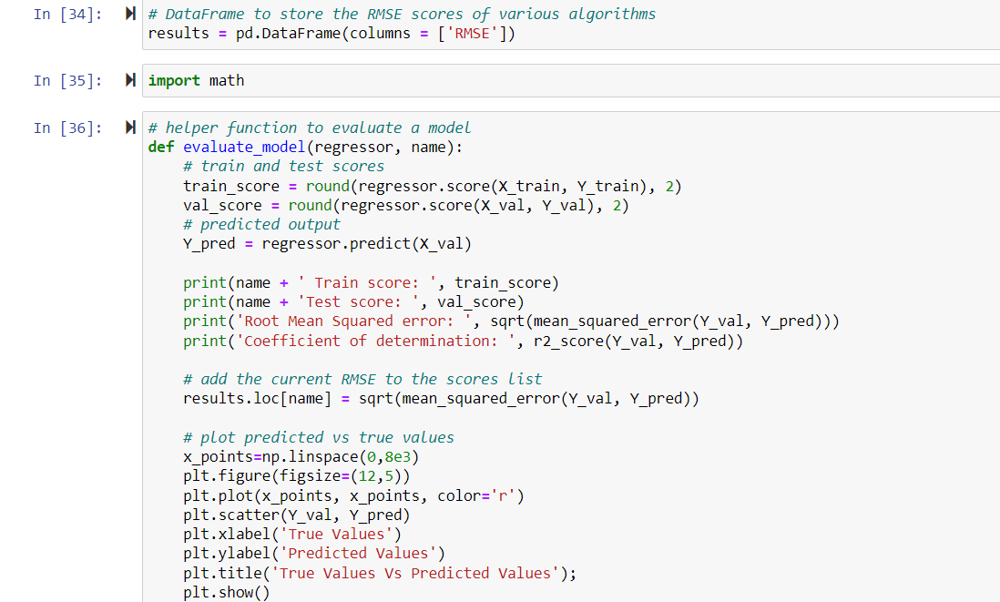 In [34]: # DataFrame to store the RMSE scores of various algorithms
results = pd.DataFrame(columns = ['RMSE'])
In [35]: import math
In [36]: # helper function to evaluate a model
def evaluate_model(regressor, name):
    # train and test scores
    train_score = round(regressor.score(X_train, Y_train), 2)
    val_score = round(regressor.score(X_val, Y_val), 2)
    # predicted output
    Y_pred = regressor.predict(X_val)

    print(name + ' Train score: ', train_score)
    print(name + 'Test score: ', val_score)
    print('Root Mean Squared error: ', sqrt(mean_squared_error(Y_val, Y_pred)))
    print('Coefficient of determination: ', r2_score(Y_val, Y_pred))

    # add the current RMSE to the scores list
    results.loc[name] = sqrt(mean_squared_error(Y_val, Y_pred))

    # plot predicted vs true values
    x_points=np.linspace(0,8e3)
    plt.figure(figsize=(12,5))
    plt.plot(x_points, x_points, color='r')
    plt.scatter(Y_val, Y_pred)
    plt.xlabel('True Values')
    plt.ylabel('Predicted Values')
    plt.title('True Values Vs Predicted Values');
    plt.show()